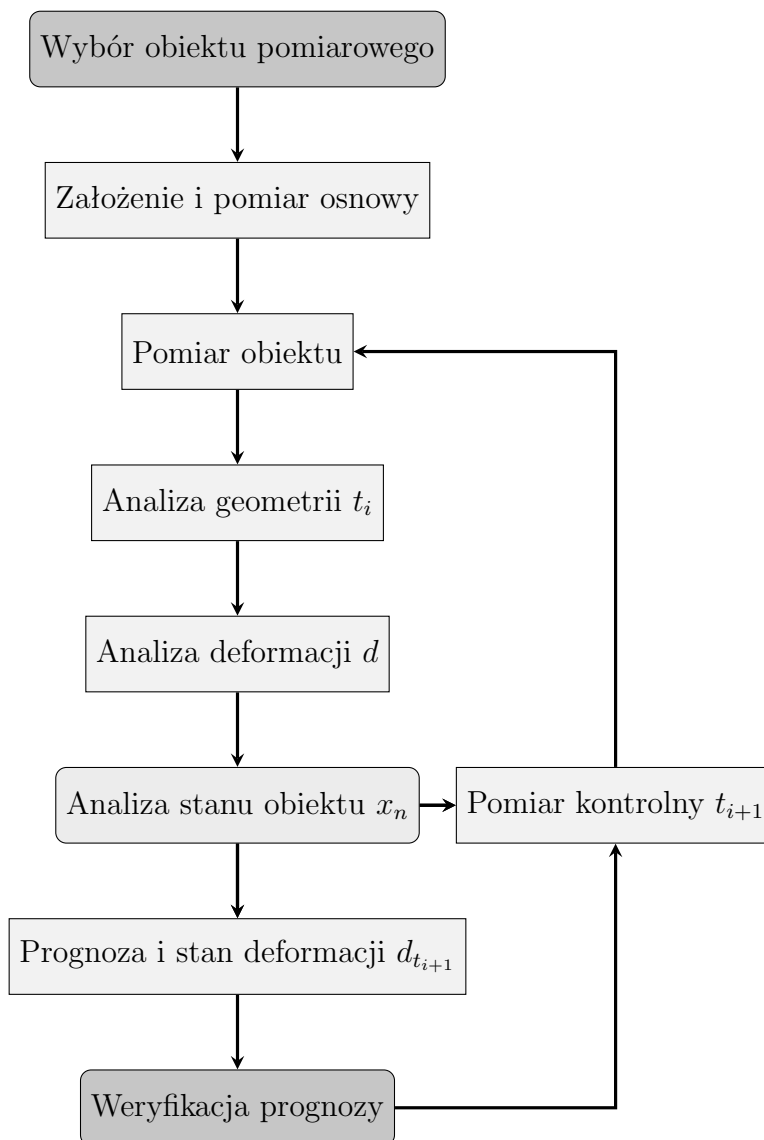 Wybór obiektu pomiarowego
Założenie i pomiar osnowy
Pomiar obiektu
Analiza geometrii $t_i$
Analiza deformacji $d$
Analiza stanu obiektu $x_n$
Pomiar kontrolny $t_{i+1}$
Prognoza i stan deformacji $d_{t_{i+1}}$
Weryfikacja prognozy